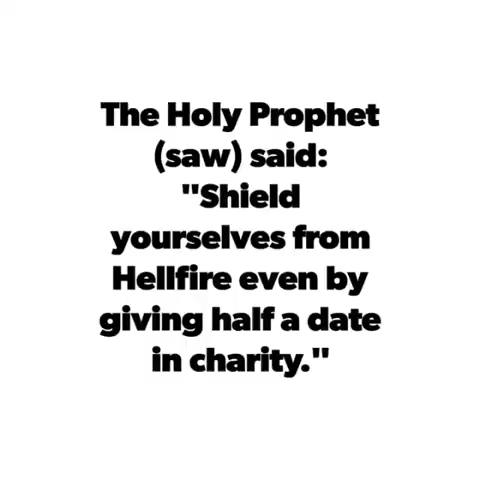 The Holy Prophet
(saw) said:
"Shield
yourselves from
Hellfire even by
giving half a date
in charity."